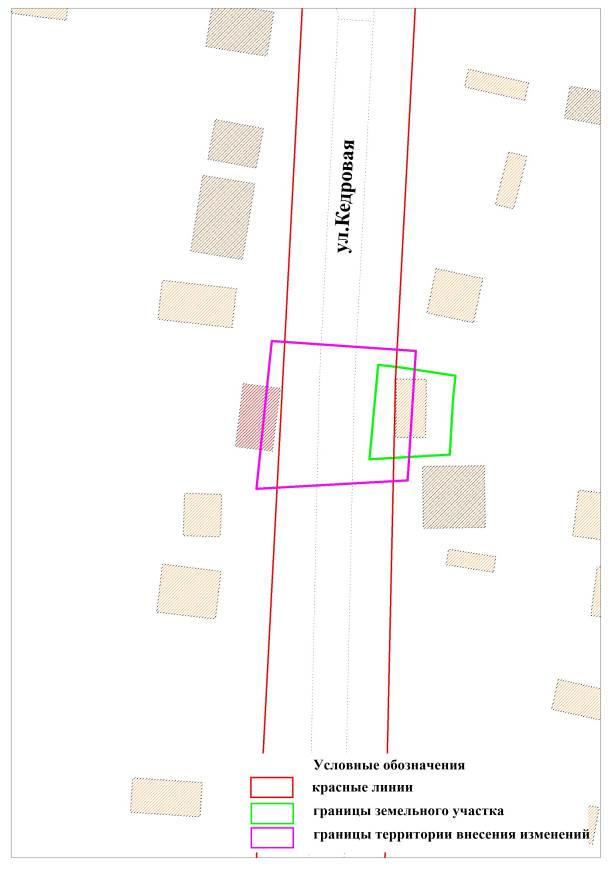 ул.Кедровая
Условные обозначения
красные линии
границы земельного участка
границы территории внесения изменений